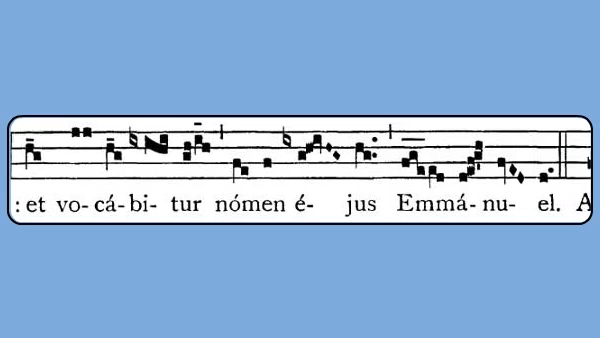 : et vo- cá- bi- tur nómen é- jus Emmá- nu- el. A